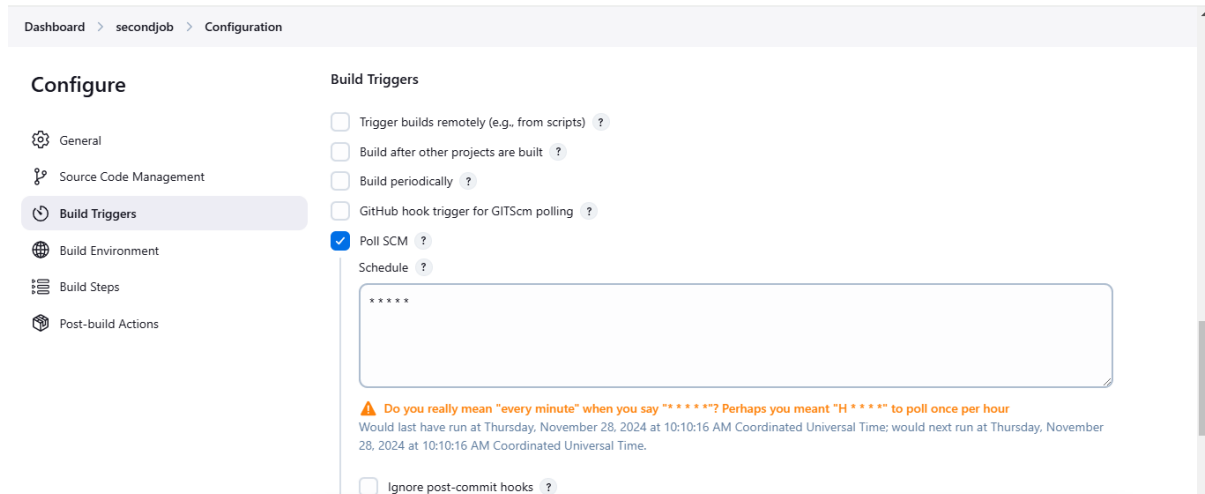 Dashboard > secondjob > Configuration
Configure
General
Source Code Management
Build Triggers
Build Environment
Build Steps
Post-build Actions
Build Triggers
Trigger builds remotely (e.g., from scripts) ?
Build after other projects are built ?
Build periodically ?
GitHub hook trigger for GITScm polling ?
Poll SCM ?
Schedule ?
* * * * *
Do you really mean "every minute" when you say "* * * * *"? Perhaps you meant "H * * * *" to poll once per hour
Would last have run at Thursday, November 28, 2024 at 10:10:16 AM Coordinated Universal Time; would next run at Thursday, November
28, 2024 at 10:10:16 AM Coordinated Universal Time.
Ignore post-commit hooks ?